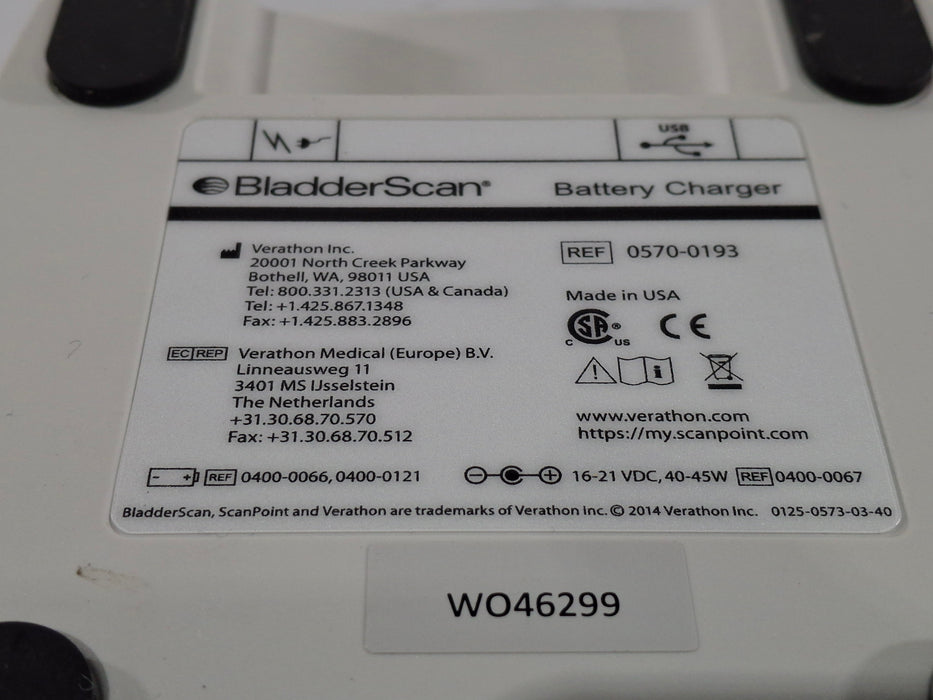 USB
BladderScan® Battery Charger
Verathon Inc.
20001 North Creek Parkway
Bothell, WA, 98011 USA
Tel: 800.331.2313 (USA & Canada)
Tel: +1.425.867.1348
Fax: +1.425.883.2896
EC REP Verathon Medical (Europe) B.V.
Linneausweg 11
3401 MS IJsselstein
The Netherlands
+31.30.68.70.570
Fax: +31.30.68.70.512
REF 0570-0193
Made in USA
C SA® US CE
i
www.verathon.com
https://my.scanpoint.com
- + REF 0400-0066, 0400-0121
16-21 VDC, 40-45W REF 0400-0067
BladderScan, ScanPoint and Verathon are trademarks of Verathon Inc. © 2014 Verathon Inc. 0125-0573-03-40
WO46299